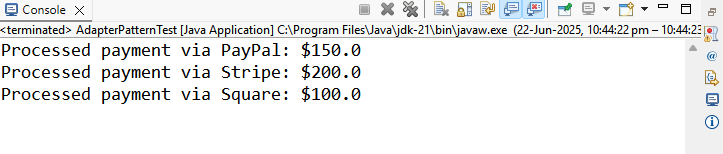 Console
<terminated> AdapterPatternTest [Java Application] C:\Program Files\Java\jdk-21\bin\javaw.exe (22-Jun-2025, 10:44:22 pm – 10:44:23
Processed payment via PayPal: $150.0
Processed payment via Stripe: $200.0
Processed payment via Square: $100.0